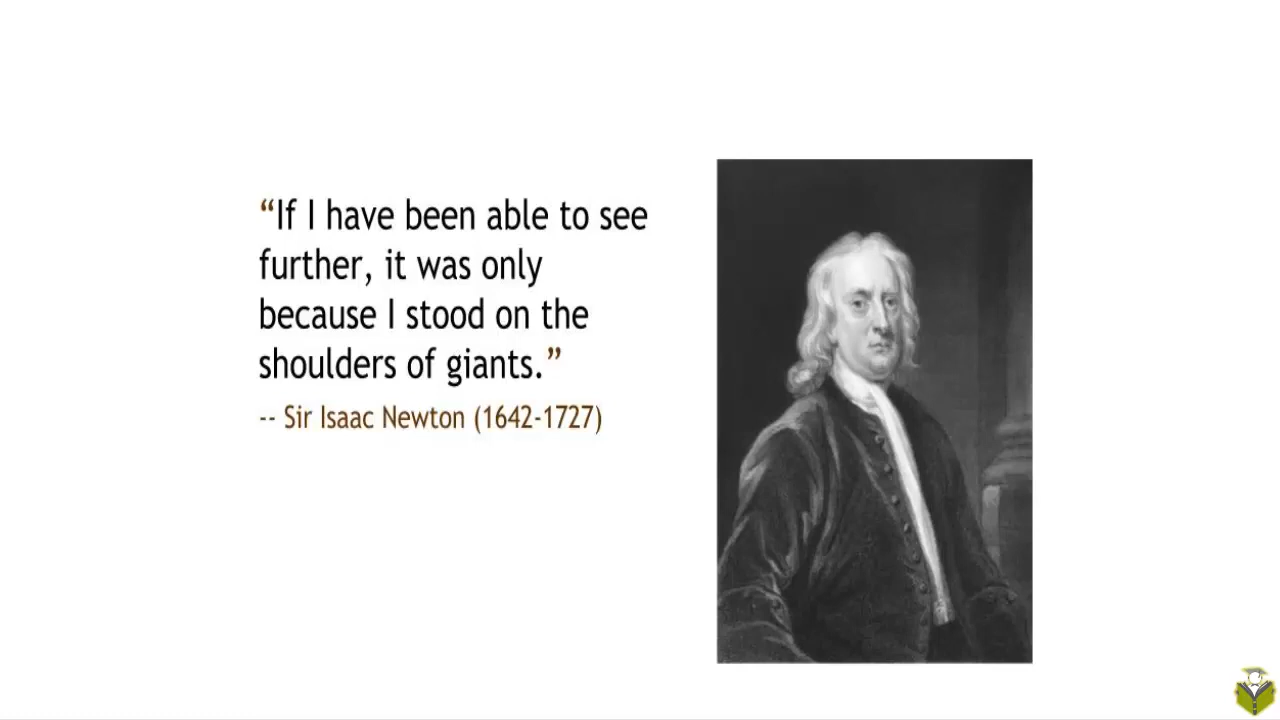 “If I have been able to see
further, it was only
because I stood on the
shoulders of giants.”
-- Sir Isaac Newton (1642-1727)